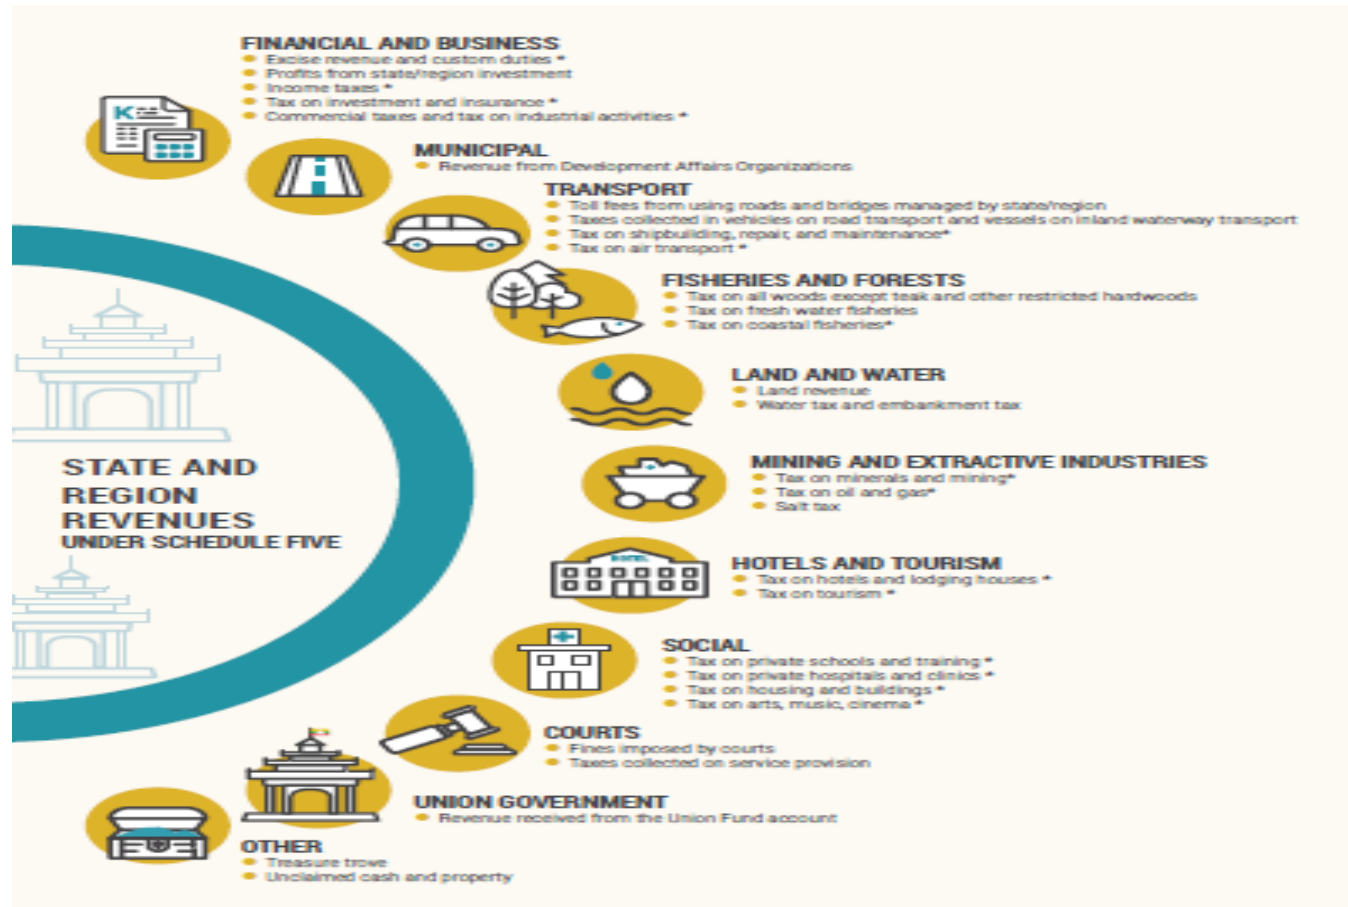 FINANCIAL AND BUSINESS
Excise revenue and custom duties *
Profits from state/region investment
Income taxes *
Tax on investment and insurance *
Commercial taxes and tax on industrial activities *
K
MUNICIPAL
Revenue from Development Affairs Organizations
TRANSPORT
Toll fees from using roads and bridges managed by state/region
Taxes collected in vehicles on road transport and vessels on inland waterway transport
Tax on shipbuilding, repair, and maintenance*
Tax on air transport *
FISHERIES AND FORESTS
Tax on all woods except teak and other restricted hardwoods
Tax on fresh water fisheries
Tax on coastal fisheries*
LAND AND WATER
Land revenue
Water tax and embankment tax
STATE AND
REGION
REVENUES
UNDER SCHEDULE FIVE
MINING AND EXTRACTIVE INDUSTRIES
Tax on minerals and mining*
Tax on oil and gas*
Salt tax
HOTEL
HOTELS AND TOURISM
Tax on hotels and lodging houses *
Tax on tourism *
SOCIAL
Tax on private schools and training *
Tax on private hospitals and clinics *
Tax on housing and buildings *
Tax on arts, music, cinema *
COURTS
Fines imposed by courts
Taxes collected on service provision
UNION GOVERNMENT
Revenue received from the Union Fund account
OTHER
Treasure trove
Unclaimed cash and property